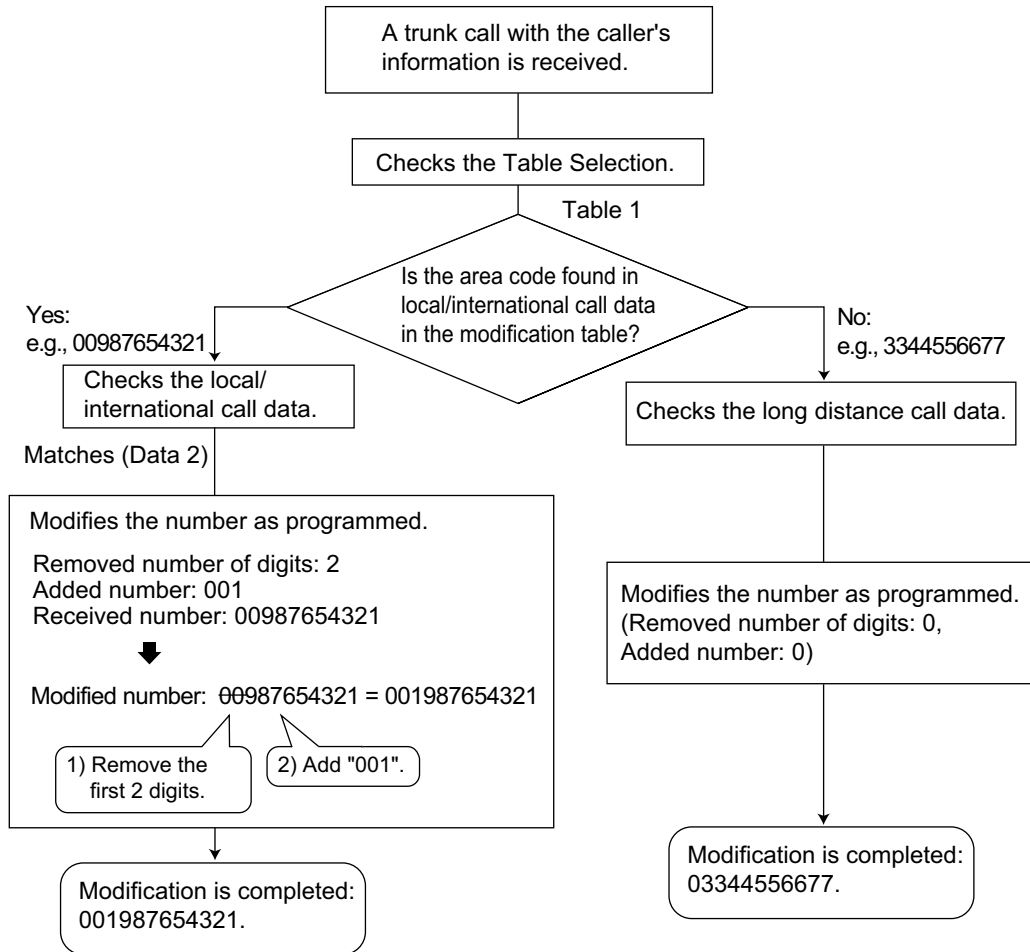 A trunk call with the caller's
information is received.
Checks the Table Selection.
Table 1
Is the area code found in
local/international call data
in the modification table?
Yes:
e.g., 00987654321
No:
e.g., 3344556677
Checks the local/
international call data.
Checks the long distance call data.
Matches (Data 2)
Modifies the number as programmed.
Removed number of digits: 2
Added number: 001
Received number: 00987654321
Modified number: 00987654321 = 001987654321
1) Remove the
first 2 digits.
2) Add "001".
Modifies the number as programmed.
(Removed number of digits: 0,
Added number: 0)
Modification is completed:
001987654321.
Modification is completed:
03344556677.